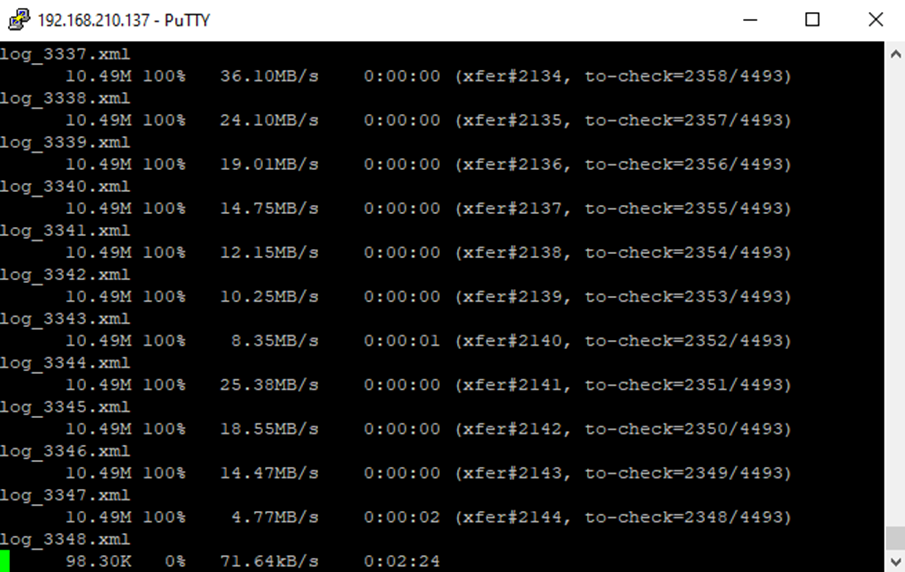 192.168.210.137 - PuTTY
log_3337.xml
10.49M 100% 36.10MB/s 0:00:00 (xfer#2134, to-check=2358/4493)
log_3338.xml
10.49M 100% 24.10MB/s 0:00:00 (xfer#2135, to-check=2357/4493)
log_3339.xml
10.49M 100% 19.01MB/s 0:00:00 (xfer#2136, to-check=2356/4493)
log_3340.xml
10.49M 100% 14.75MB/s 0:00:00 (xfer#2137, to-check=2355/4493)
log_3341.xml
10.49M 100% 12.15MB/s 0:00:00 (xfer#2138, to-check=2354/4493)
log_3342.xml
10.49M 100% 10.25MB/s 0:00:00 (xfer#2139, to-check=2353/4493)
log_3343.xml
10.49M 100% 8.35MB/s 0:00:01 (xfer#2140, to-check=2352/4493)
log_3344.xml
10.49M 100% 25.38MB/s 0:00:00 (xfer#2141, to-check=2351/4493)
log_3345.xml
10.49M 100% 18.55MB/s 0:00:00 (xfer#2142, to-check=2350/4493)
log_3346.xml
10.49M 100% 14.47MB/s 0:00:00 (xfer#2143, to-check=2349/4493)
log_3347.xml
10.49M 100% 4.77MB/s 0:00:02 (xfer#2144, to-check=2348/4493)
log_3348.xml
98.30K 0% 71.64kB/s 0:02:24